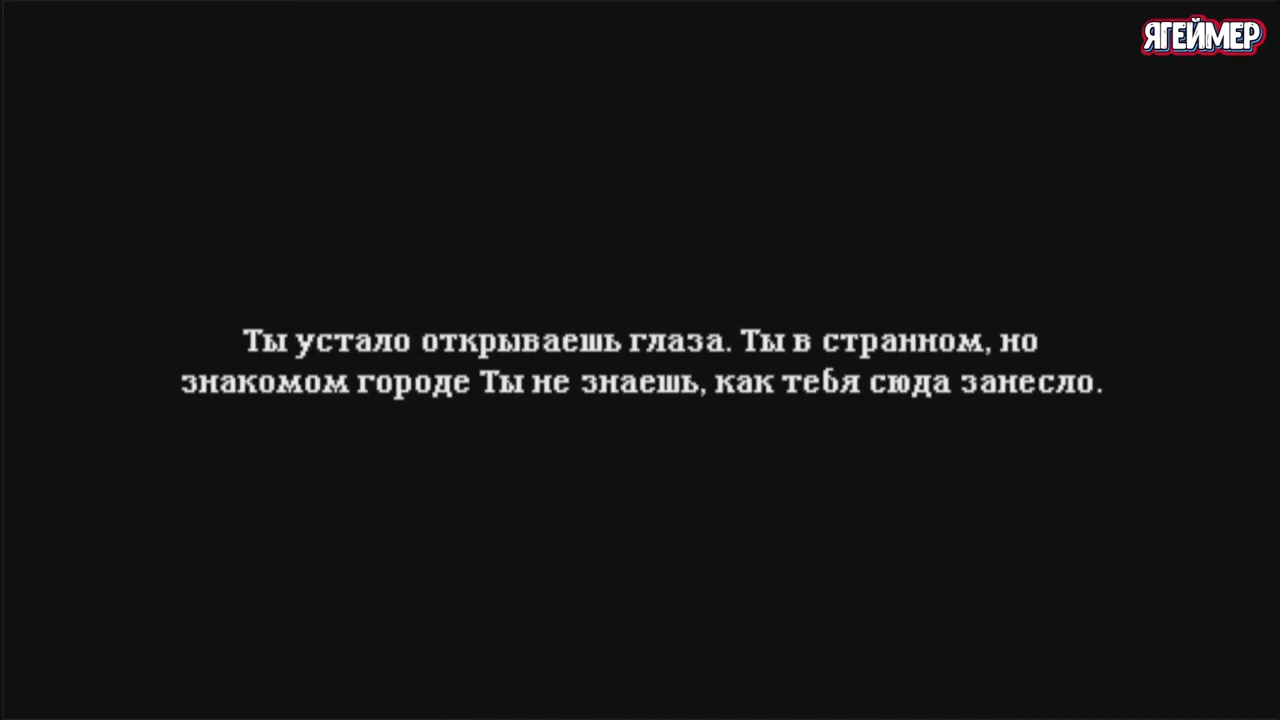 ЯГЕЙМЕР
Ты устало открываешь глаза. Ты в странном, но
знакомом городе Ты не знаешь, как тебя сюда занесло.